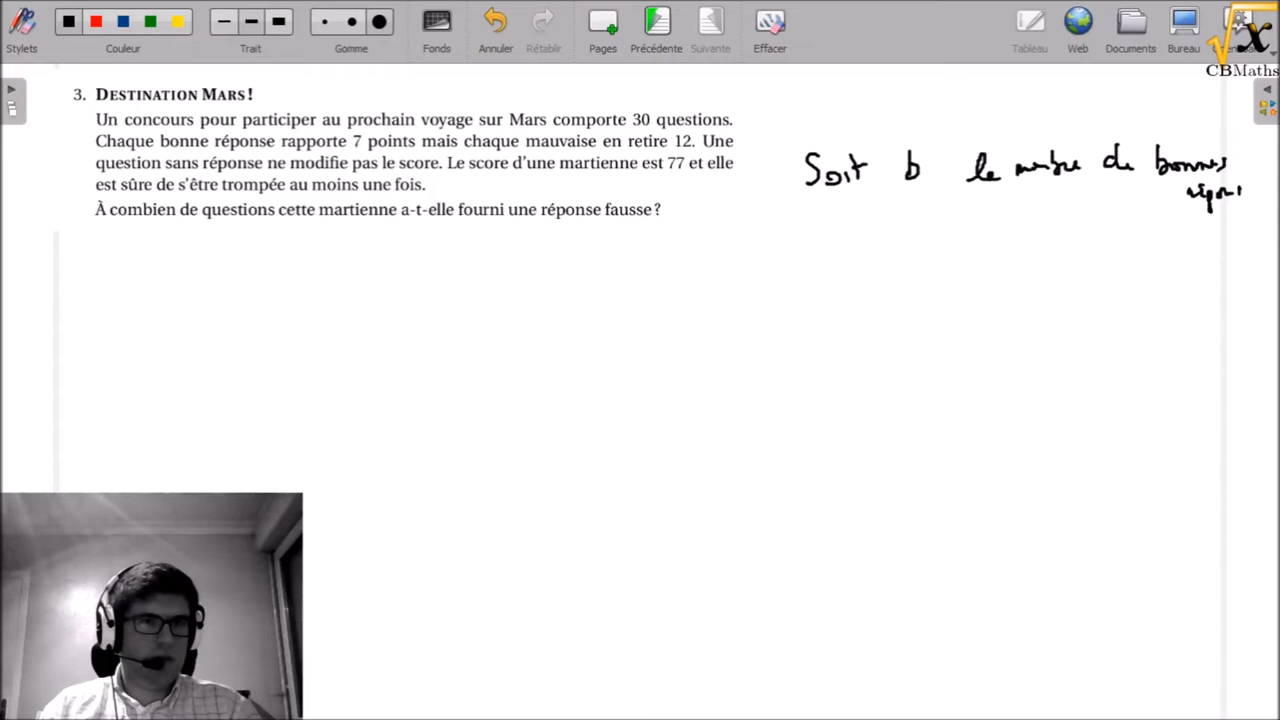 Stylets
Couleur
Trait
Gomme
Fonds
Annuler
Rétablir
Pages
Précédente
Suivante
Effacer
Tableau
Web
Documents
Bureau
CBMaths
3. DESTINATION MARS !
Un concours pour participer au prochain voyage sur Mars comporte 30 questions.
Chaque bonne réponse rapporte 7 points mais chaque mauvaise en retire 12. Une
question sans réponse ne modifie pas le score. Le score d'une martienne est 77 et elle
est sûre de s'être trompée au moins une fois.
À combien de questions cette martienne a-t-elle fourni une réponse fausse ?
Soit b le nombre de bonnes